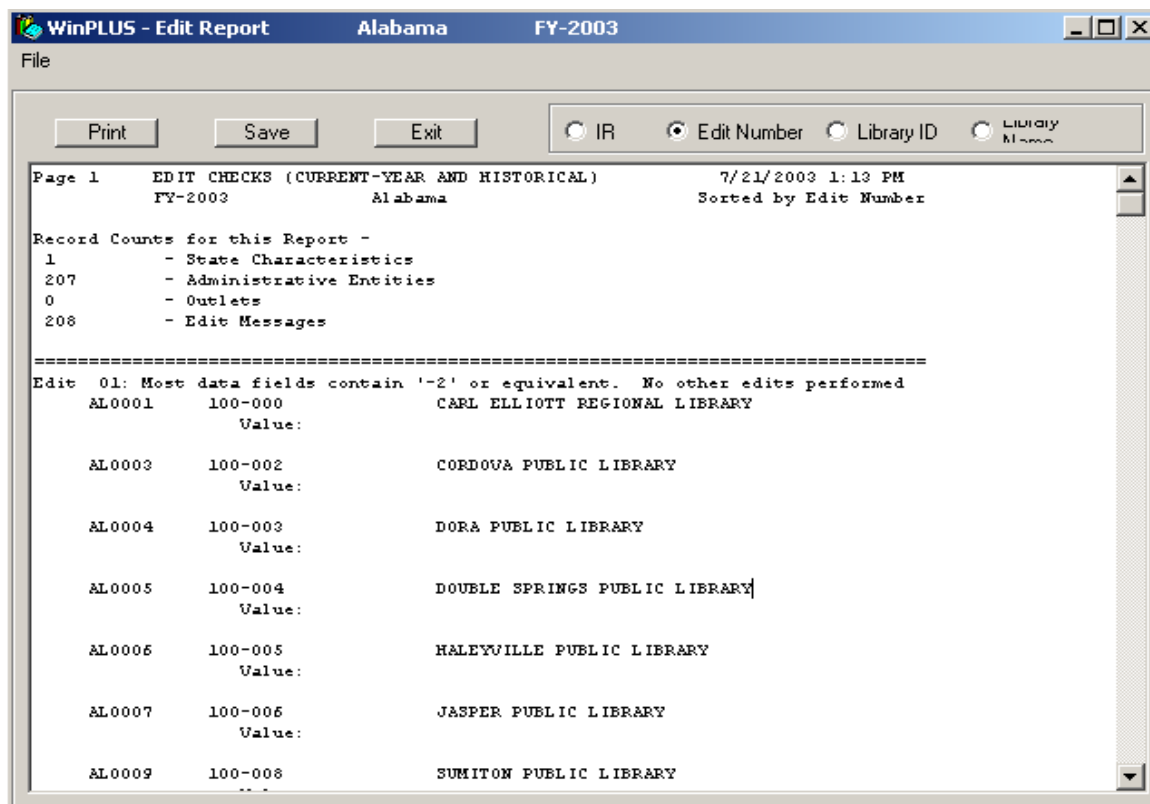 WinPLUS - Edit Report Alabama FY-2003
File
Print Save Exit IR Edit Number Library ID Library Name
Page 1 EDIT CHECKS (CURRENT-YEAR AND HISTORICAL) 7/21/2003 1:13 PM
FY-2003 Alabama Sorted by Edit Number
Record Counts for this Report -
1 - State Characteristics
207 - Administrative Entities
0 - Outlets
208 - Edit Messages
================================================================================
Edit 01: Most data fields contain '-2' or equivalent. No other edits performed
AL0001 100-000 CARL ELLIOTT REGIONAL LIBRARY
Value:
AL0003 100-002 CORDOVA PUBLIC LIBRARY
Value:
AL0004 100-003 DORA PUBLIC LIBRARY
Value:
AL0005 100-004 DOUBLE SPRINGS PUBLIC LIBRARY
Value:
AL0006 100-005 HALEYVILLE PUBLIC LIBRARY
Value:
AL0007 100-006 JASPER PUBLIC LIBRARY
Value:
AL0009 100-008 SUMITON PUBLIC LIBRARY